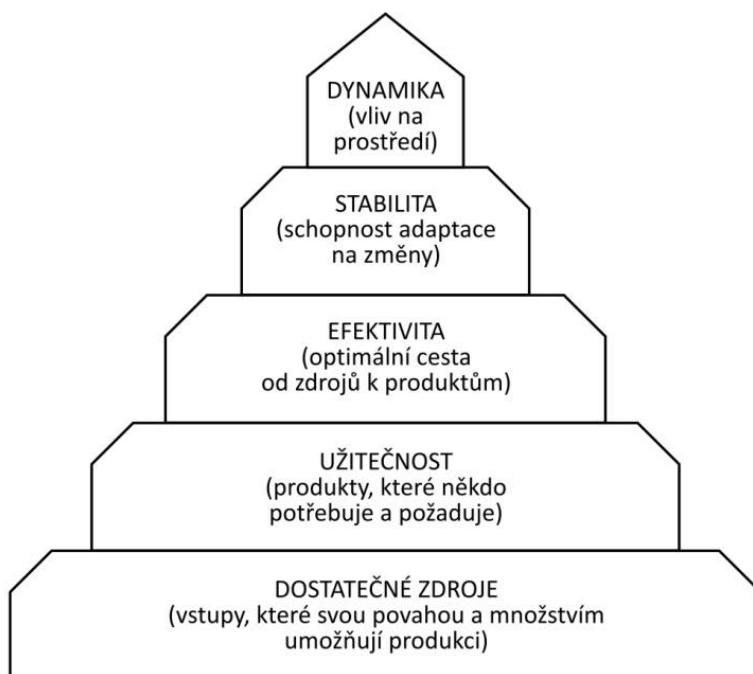 DYNAMIKA
(vliv na
prostředí)
STABILITA
(schopnost adaptace
na změny)
EFEKTIVITA
(optimální cesta
od zdrojů k produktům)
UŽITEČNOST
(produkty, které někdo
potřebuje a požaduje)
DOSTATEČNÉ ZDROJE
(vstupy, které svou povahou a množstvím
umožňují produkci)